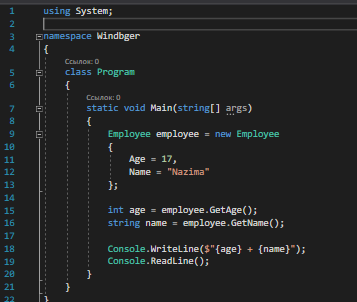 1 using System;
2
3 namespace Windbger
4 {
Ссылок: 0
5 class Program
6 {
Ссылок: 0
7 static void Main(string[] args)
8 {
9 Employee employee = new Employee
10 {
11 Age = 17,
12 Name = "Nazima"
13 };
14
15 int age = employee.GetAge();
16 string name = employee.GetName();
17
18 Console.WriteLine($"{age} + {name}");
19 Console.ReadLine();
20 }
21 }
22 }